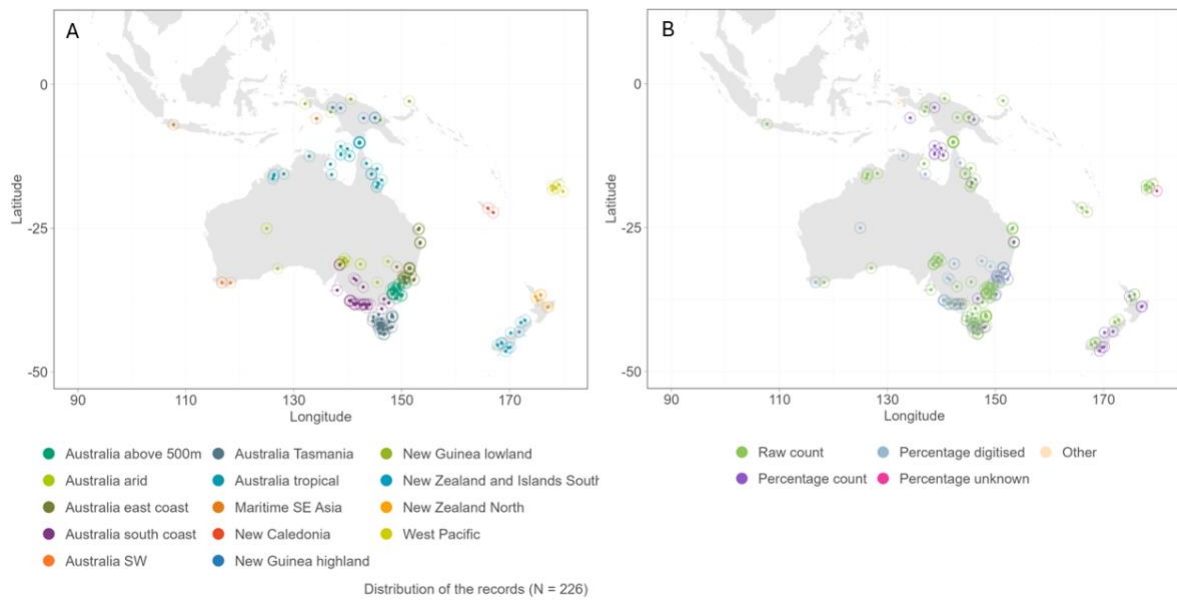 A
B
0
-25
-50
Latitude
90
110
130
150
170
Longitude
0
-25
-50
Latitude
90
110
130
150
170
Longitude
Australia above 500m
Australia Tasmania
New Guinea lowland
Australia arid
Australia tropical
New Zealand and Islands South
Australia east coast
Maritime SE Asia
New Zealand North
Australia south coast
New Caledonia
West Pacific
Australia SW
New Guinea highland
Distribution of the records (N = 226)
Raw count
Percentage digitised
Other
Percentage count
Percentage unknown